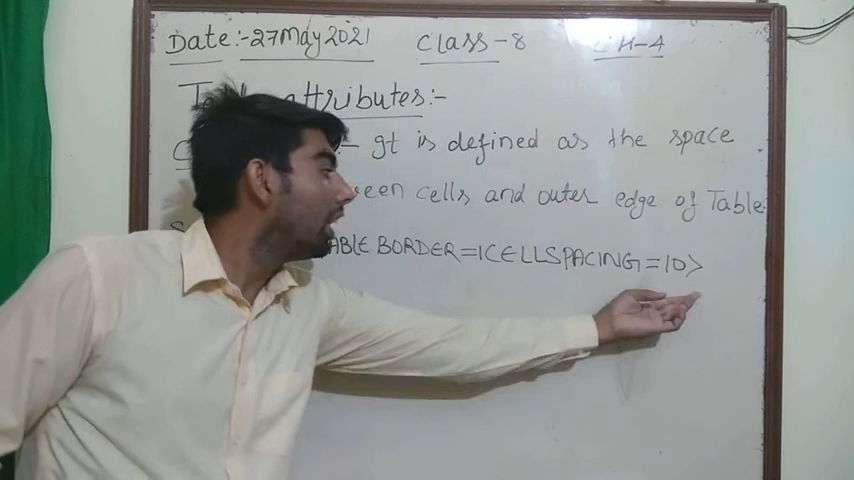 Date:-27May2021 Class-8 CH-4
attributes:-
It is defined as the space
cells and outer edge of Table.
BORDER=1CELLSPACING=10>